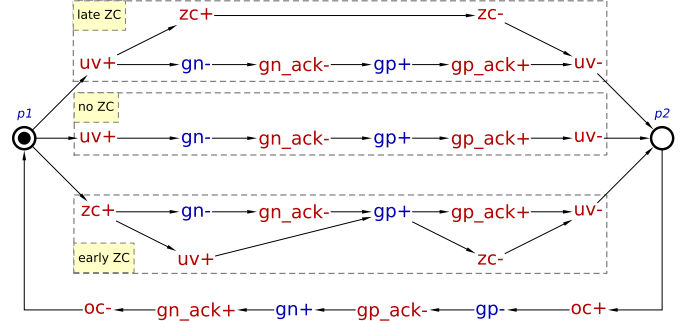 late ZC
zc+ zc-
uv+ gn- gn_ack- gp+ gp_ack+ uv-
p1 no ZC p2
uv+ gn- gn_ack- gp+ gp_ack+ uv-
zc+ gn- gn_ack- gp+ gp_ack+ uv-
early ZC uv+ zc-
oc- gn_ack+ gn+ gp_ack- gp- oc+